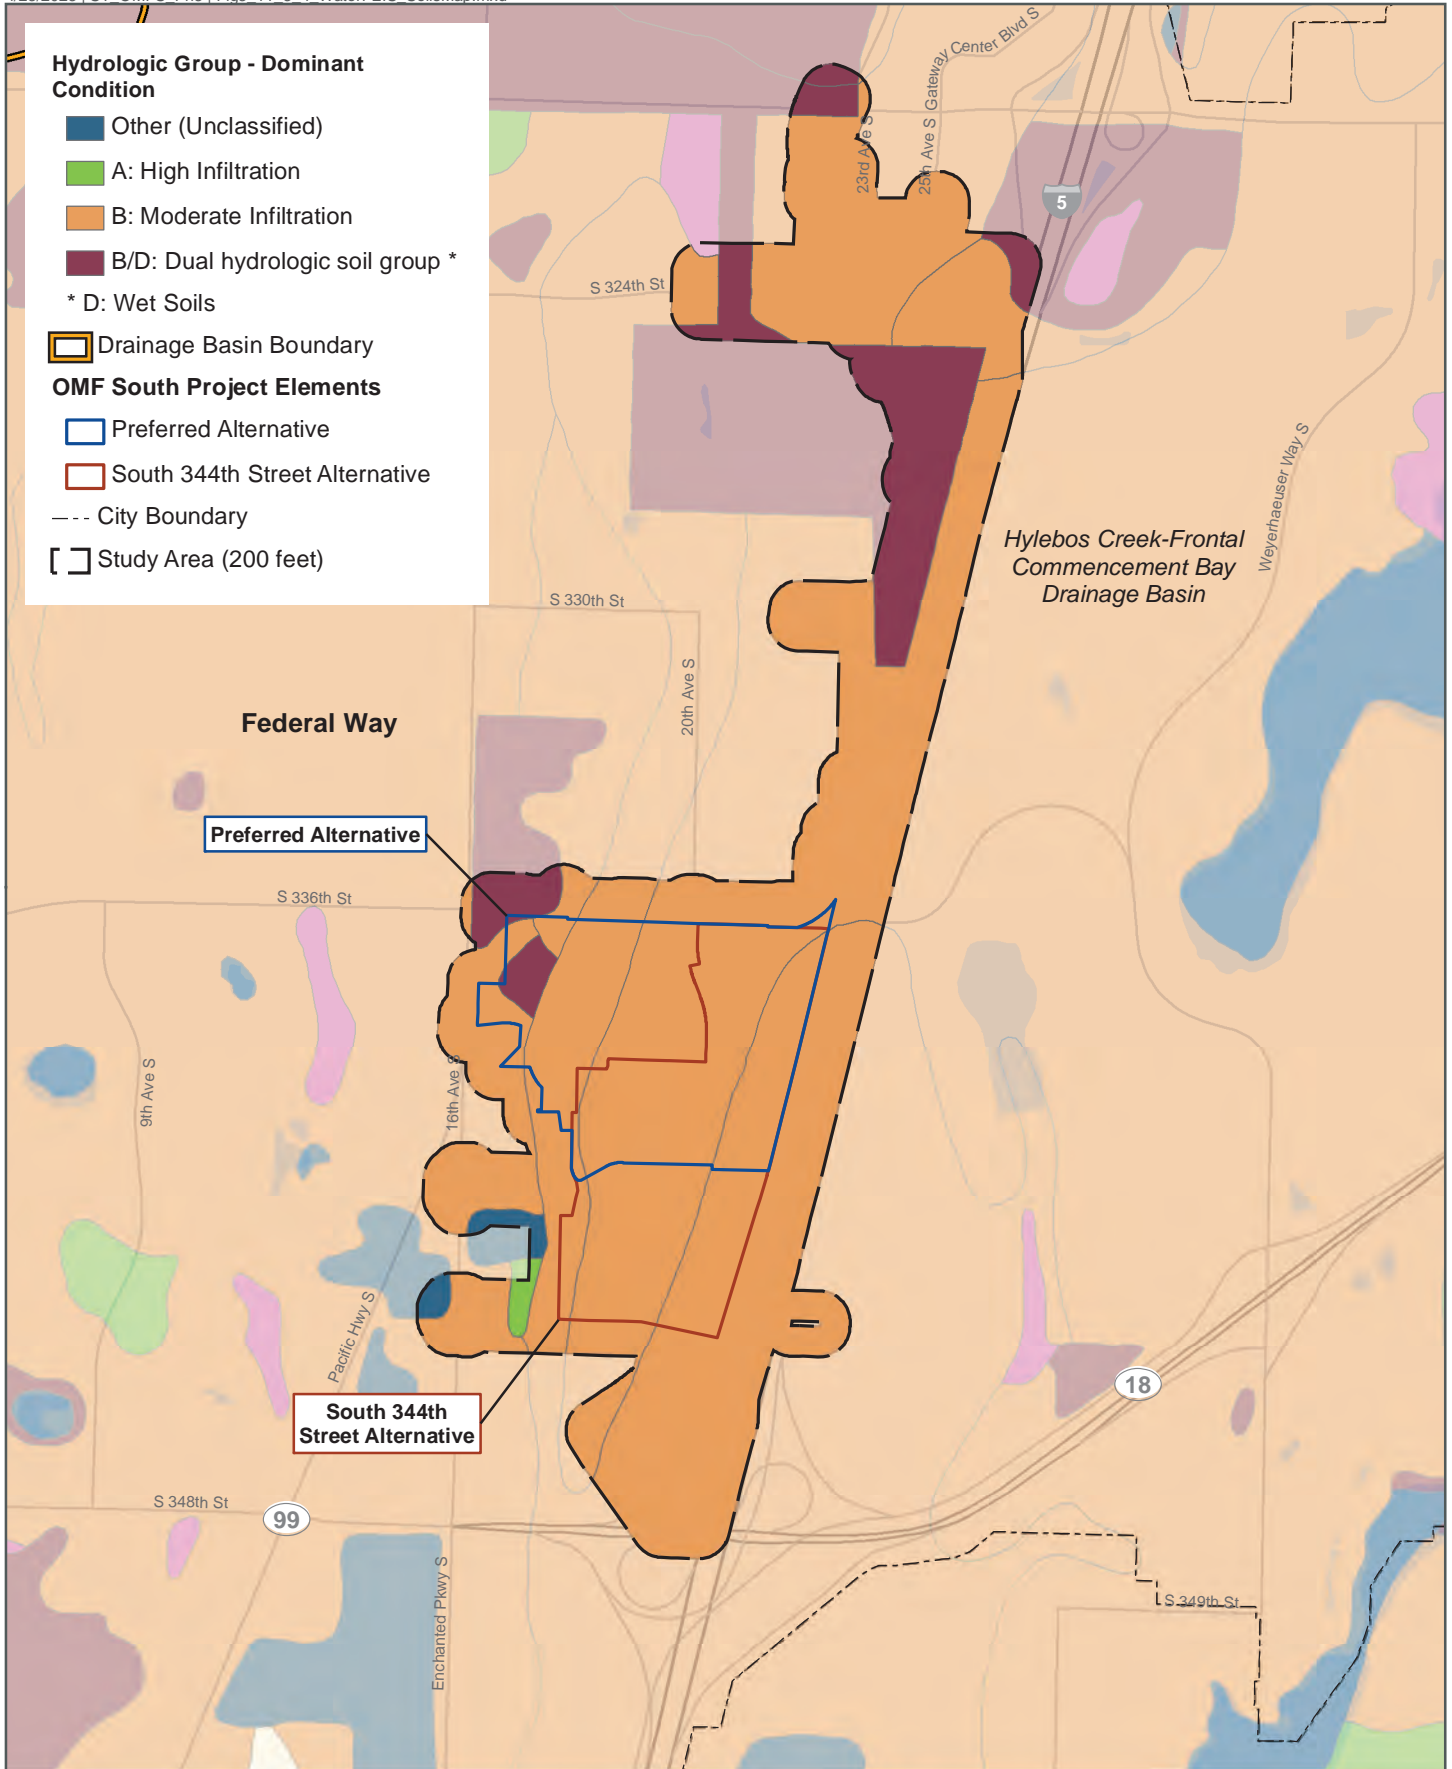 Hydrologic Group - Dominant
Condition
Other (Unclassified)
A: High Infiltration
B: Moderate Infiltration
B/D: Dual hydrologic soil group *
* D: Wet Soils
Drainage Basin Boundary
OMF South Project Elements
Preferred Alternative
South 344th Street Alternative
City Boundary
Study Area (200 feet)
25th Ave S Gateway Center Blvd S
23rd Ave S
5
S 324th St
Weyerhaeuser Way S
Hylebos Creek-Frontal
Commencement Bay
Drainage Basin
S 330th St
20th Ave S
Federal Way
Preferred Alternative
S 336th St
9th Ave S
16th Ave S
Pacific Hwy S
18
South 344th
Street Alternative
S 348th St
99
Enchanted Pkwy S
S 349th St